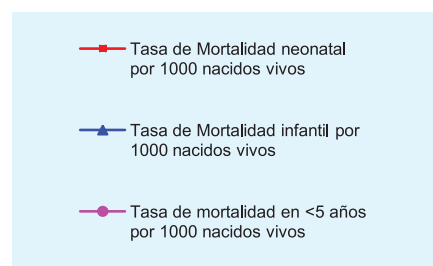 Tasa de Mortalidad neonatal
por 1000 nacidos vivos
Tasa de Mortalidad infantil por
1000 nacidos vivos
Tasa de mortalidad en <5 años
por 1000 nacidos vivos